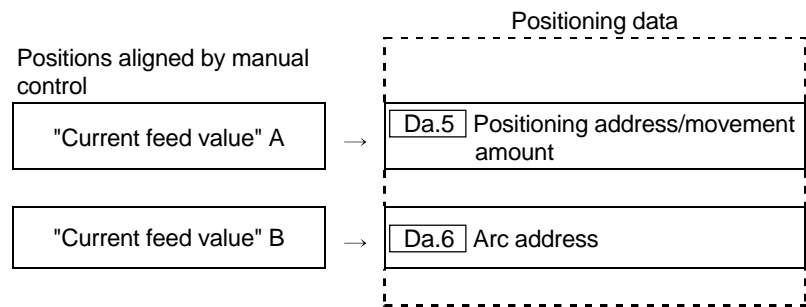 Positioning data
Positions aligned by manual
control
"Current feed value" A → Da.5 Positioning address/movement
amount
"Current feed value" B → Da.6 Arc address